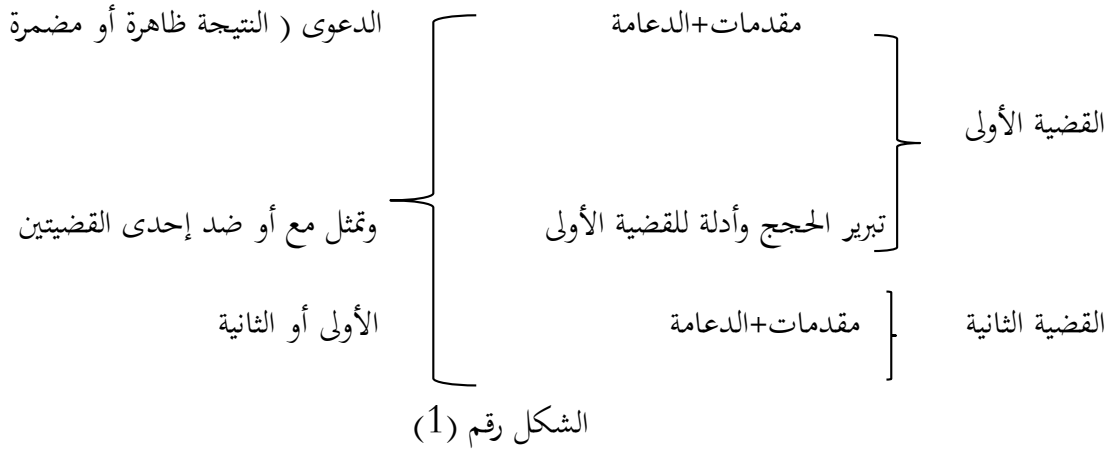 مقدمات+الدعامة الدعوى ( النتيجة ظاهرة أو مضمرة
القضية الأولى
تبرير الحجج وأدلة للقضية الأولى وتمثل مع أو ضد إحدى القضيتين
القضية الثانية مقدمات+الدعامة الأولى أو الثانية
الشكل رقم (1)